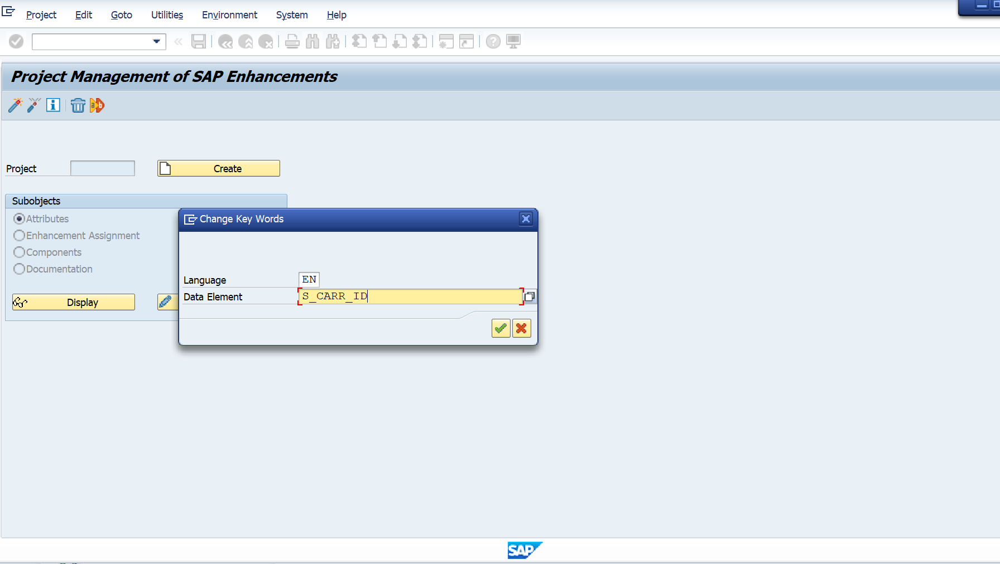 Project Edit Goto Utilities Environment System Help
Project Management of SAP Enhancements
Project
Create
Subobjects
Attributes
Enhancement Assignment
Components
Documentation
Display
Change Key Words
Language EN
Data Element S_CARR_ID
SAP